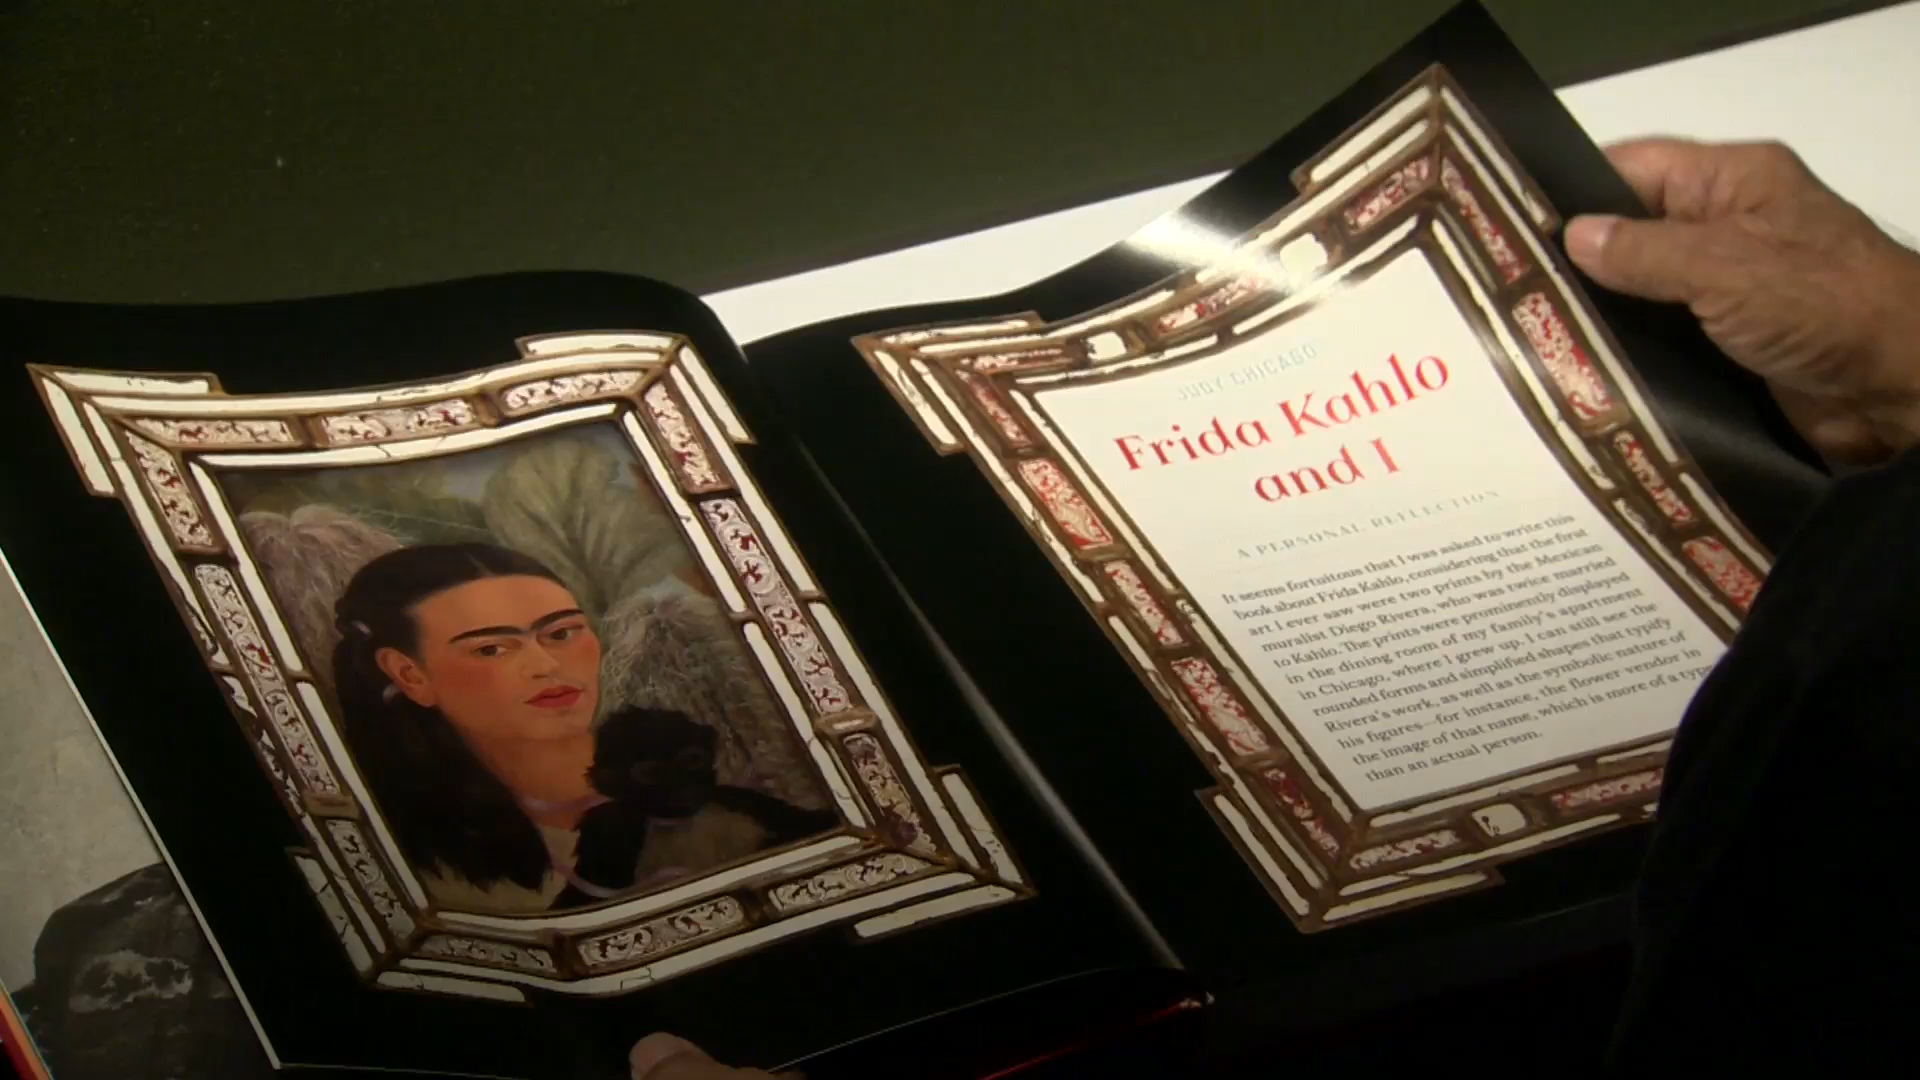 JUDY CHICAGO
Frida Kahlo
and I
A PERSONAL REFLECTION
It seems fortuitous that I was asked to write this
book about Frida Kahlo, considering that the first
art I ever saw were two prints by the Mexican
muralist Diego Rivera, who was twice married
to Kahlo. The prints were prominently displayed
in the dining room of my family's apartment
in Chicago, where I grew up. I can still see the
rounded forms and simplified shapes that typify
Rivera's work, as well as the symbolic nature of
his figures—for instance, the flower vendor in
the image of that name, which is more of a type
than an actual person.